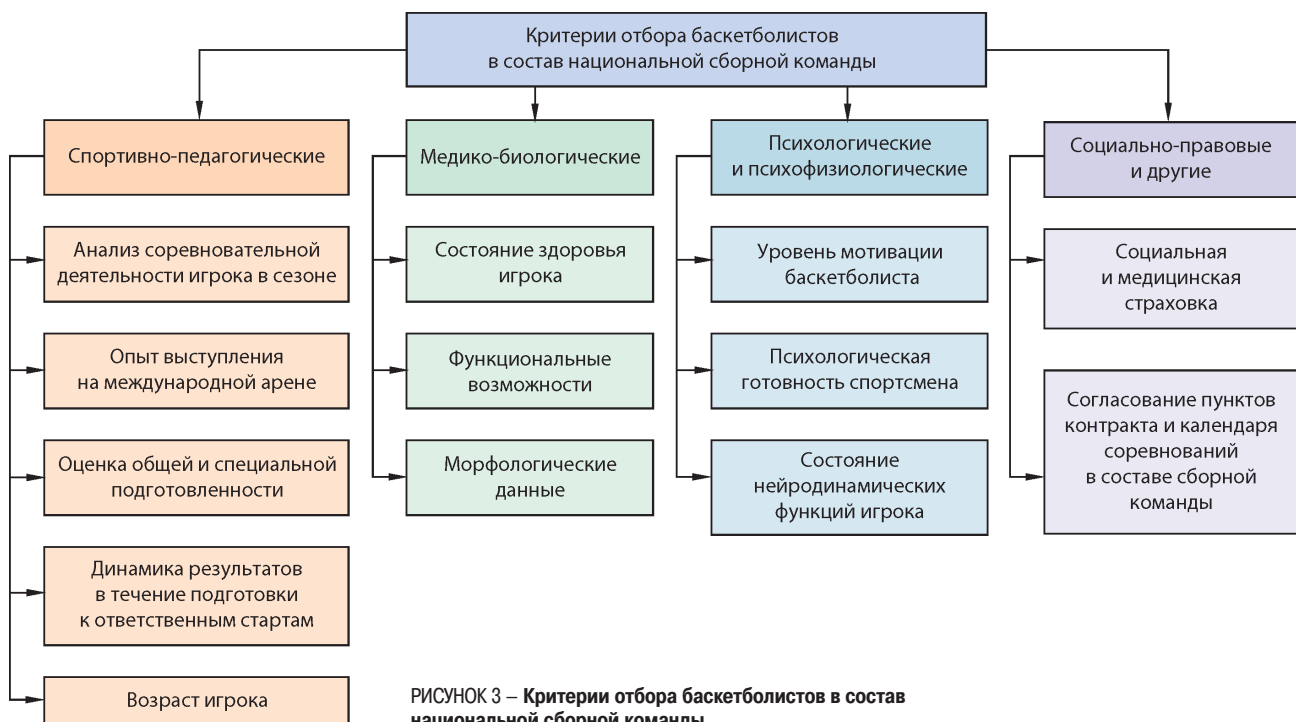 Критерии отбора баскетболистов
в состав национальной сборной команды
Спортивно-педагогические
Анализ соревновательной
деятельности игрока в сезоне
Опыт выступления
на международной арене
Оценка общей и специальной
подготовленности
Динамика результатов
в течение подготовки
к ответственным стартам
Возраст игрока
Медико-биологические
Состояние здоровья
игрока
Функциональные
возможности
Морфологические
данные
Психологические
и психофизиологические
Уровень мотивации
баскетболиста
Психологическая
готовность спортсмена
Состояние
нейродинамических
функций игрока
Социально-правовые
и другие
Социальная
и медицинская
страховка
Согласование пунктов
контракта и календаря
соревнований
в составе сборной
команды
РИСУНОК 3 – Критерии отбора баскетболистов в состав
национальной сборной команды